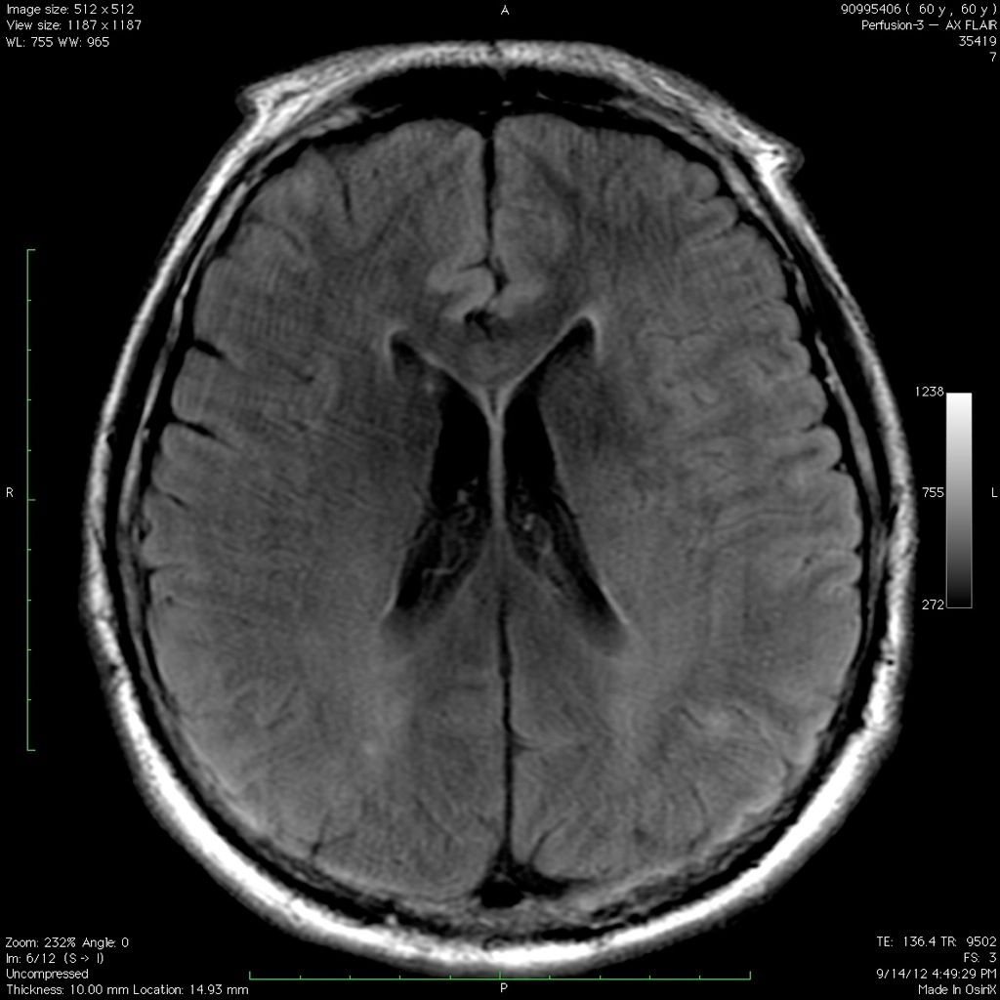 Image size: 512 x 512
View size: 1187 x 1187
WL: 755 WW: 965
A
90995406 ( 60 y , 60 y )
Perfusion-3 — AX FLAIR
35419
7
1238
R
755
L
272
Zoom: 232% Angle: 0
Im: 6/12 (S -> I)
Uncompressed
Thickness: 10.00 mm Location: 14.93 mm
P
TE: 136.4 TR: 9502
FS: 3
9/14/12 4:49:29 PM
Made In OsiriX